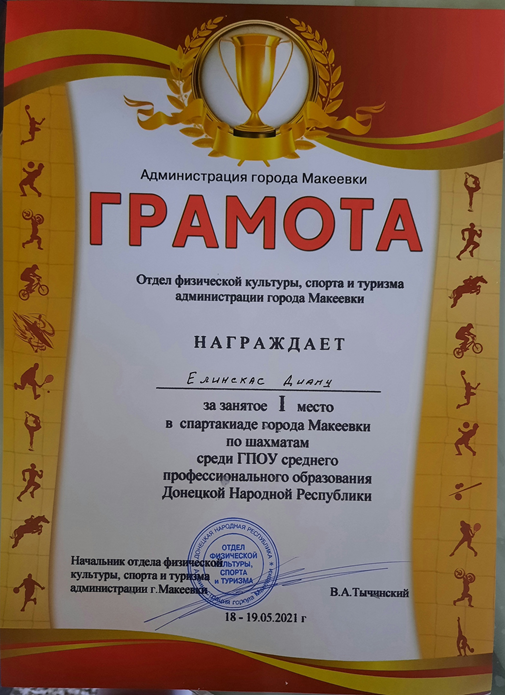 Администрация города Макеевки
ГРАМОТА
Отдел физической культуры, спорта и туризма
администрации города Макеевки
НАГРАЖДАЕТ
Елинскас Диану
за занятое I место
в спартакиаде города Макеевки
по шахматам
среди ГПОУ среднего
профессионального образования
Донецкой Народной Республики
Начальник отдела физической
культуры, спорта и туризма
администрации г.Макеевки
В.А.Тычинский
ДОНЕЦКАЯ НАРОДНАЯ РЕСПУБЛИКА
ОТДЕЛ
ФИЗИЧЕСКОЙ
КУЛЬТУРЫ,
СПОРТА
и ТУРИЗМА
18 - 19.05.2021 г